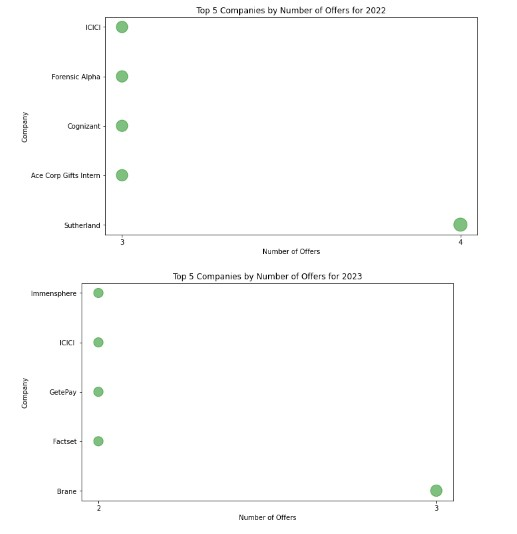 Top 5 Companies by Number of Offers for 2022
ICICI
Forensic Alpha
Cognizant
Ace Corp Gifts Intern
Sutherland
Company
3 4
Number of Offers
Top 5 Companies by Number of Offers for 2023
Immensphere
ICICI
GetePay
Factset
Brane
Company
2 3
Number of Offers